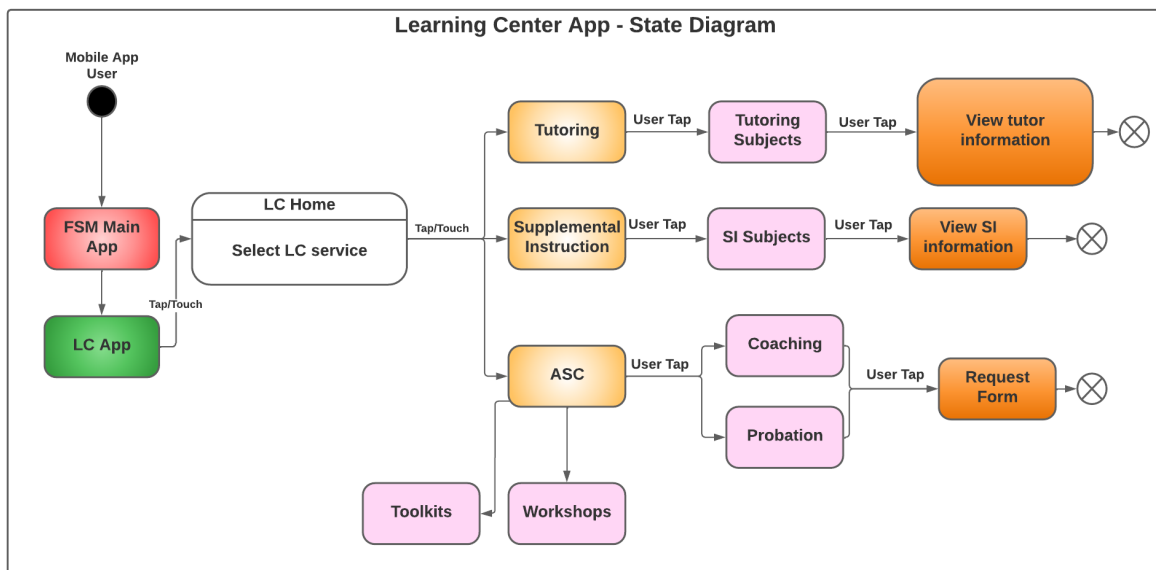 Learning Center App - State Diagram
Mobile App
User
FSM Main
App
LC App
Tap/Touch
LC Home
Select LC service
Tap/Touch
Tutoring
User Tap
Tutoring
Subjects
User Tap
View tutor
information
Supplemental
Instruction
User Tap
SI Subjects
User Tap
View SI
information
ASC
User Tap
Coaching
Probation
User Tap
Request
Form
Toolkits
Workshops